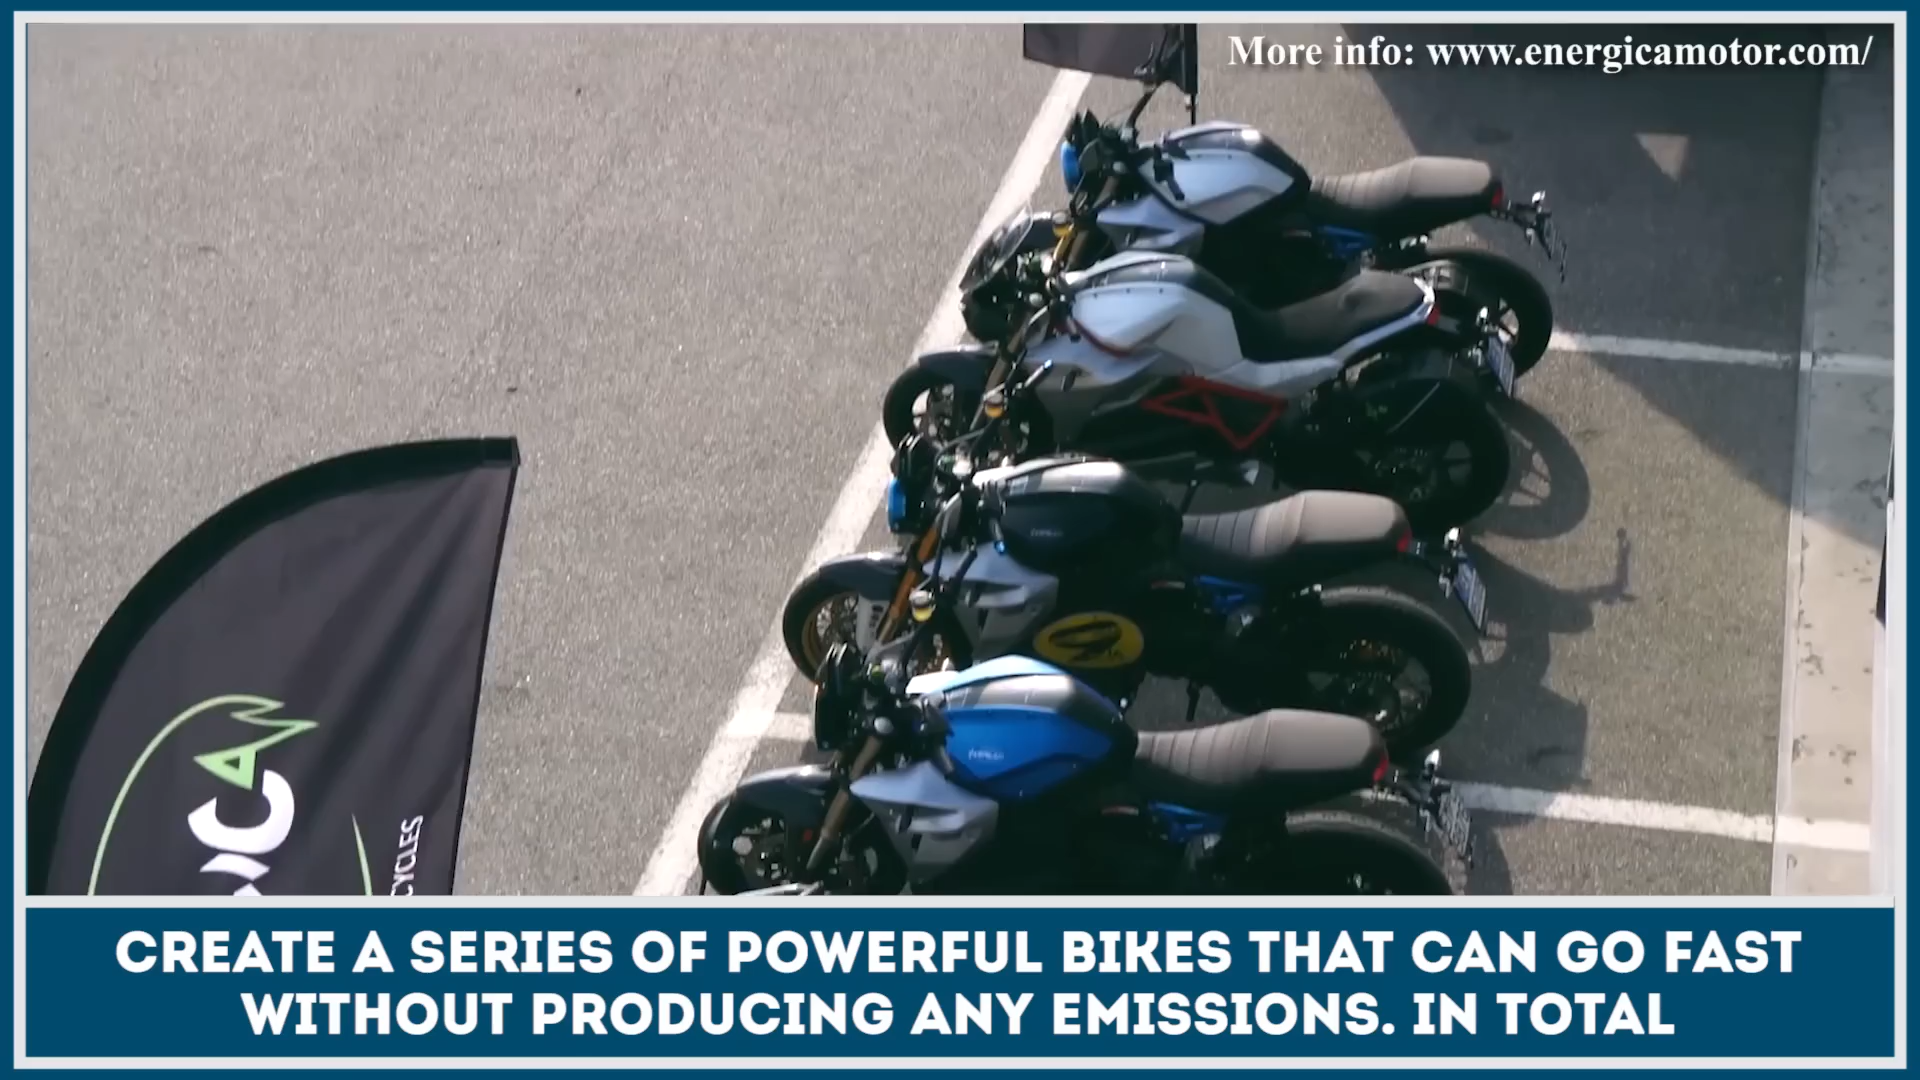 More info: www.energicamotor.com/
CYCLES
CREATE A SERIES OF POWERFUL BIKES THAT CAN GO FAST
WITHOUT PRODUCING ANY EMISSIONS. IN TOTAL